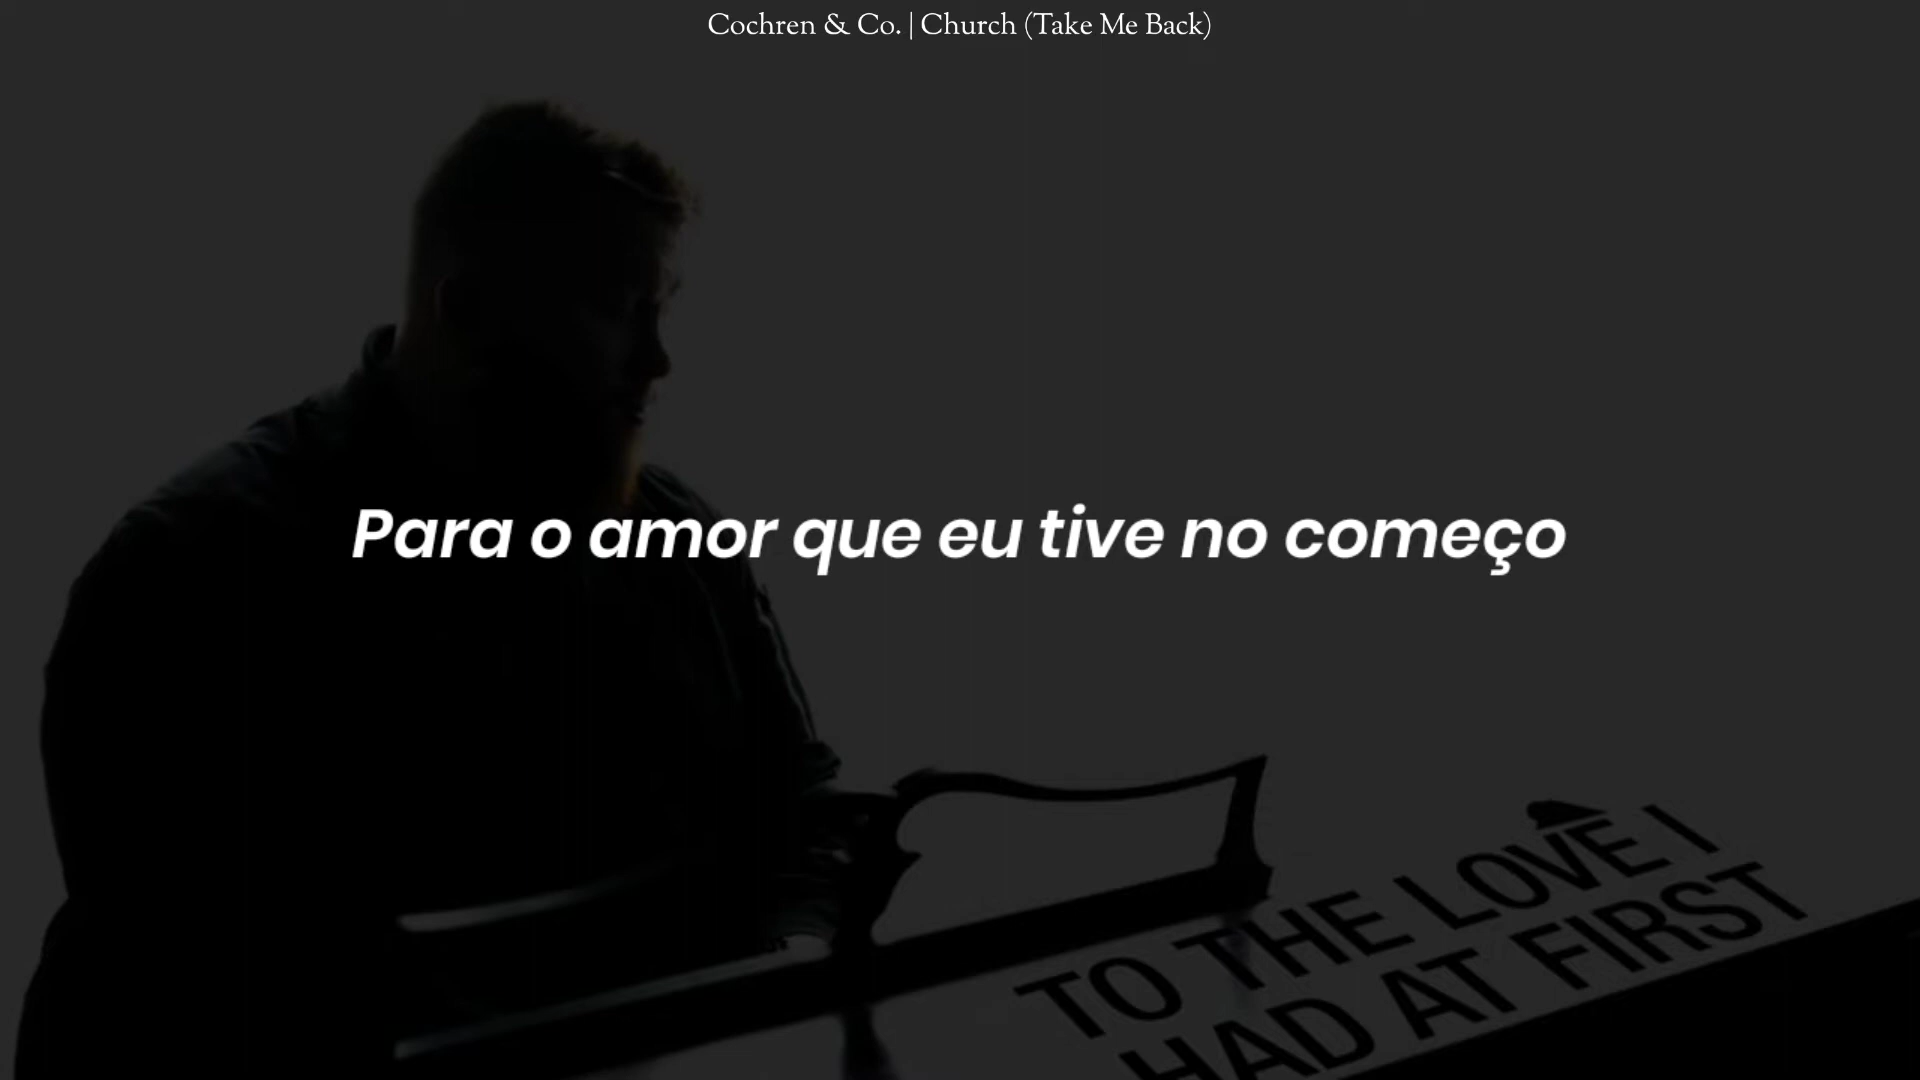 Cochren & Co. | Church (Take Me Back)
Para o amor que eu tive no começo
TO THE LOVE I
HAD AT FIRST